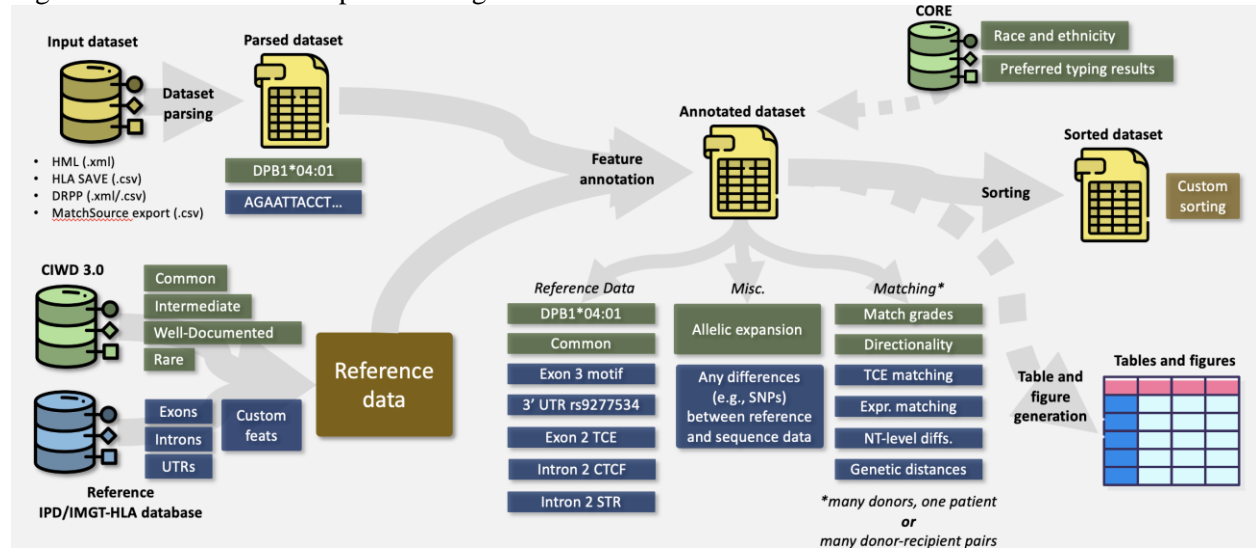 Input dataset
Dataset
parsing
• HML (.xml)
• HLA SAVE (.csv)
• DRPP (.xml/.csv)
• MatchSource export (.csv)
Parsed dataset
DPB1*04:01
AGAATTACCT...
CORE
Race and ethnicity
Preferred typing results
Feature
annotation
Annotated dataset
Sorting
Sorted dataset
Custom
sorting
CIWD 3.0
Common
Intermediate
Well-Documented
Rare
Exons
Introns
UTRs
Custom
feats
Reference
IPD/IMGT-HLA database
Reference
data
Reference Data
DPB1*04:01
Common
Exon 3 motif
3' UTR rs9277534
Exon 2 TCE
Intron 2 CTCF
Intron 2 STR
Misc.
Allelic expansion
Any differences
(e.g., SNPs)
between reference
and sequence data
Matching*
Match grades
Directionality
TCE matching
Expr. matching
NT-level diffs.
Genetic distances
*many donors, one patient
or
many donor-recipient pairs
Table and
figure
generation
Tables and figures